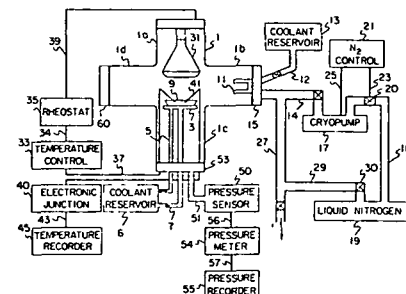 39
1a
31
1
1d
1b
COOLANT
RESERVOIR
13
21
N2
CONTROL
25
23
20
12
9
41
11
35
RHEOSTAT
60
3
15
14
CRYOPUMP
17
34
5
1c
33
TEMPERATURE
CONTROL
27
37
53
29
30
40
ELECTRONIC
JUNCTION
COOLANT
RESERVOIR
6
7
51
50
PRESSURE
SENSOR
LIQUID NITROGEN
19
43
56
45
TEMPERATURE
RECORDER
54
PRESSURE
METER
57
55
PRESSURE
RECORDER